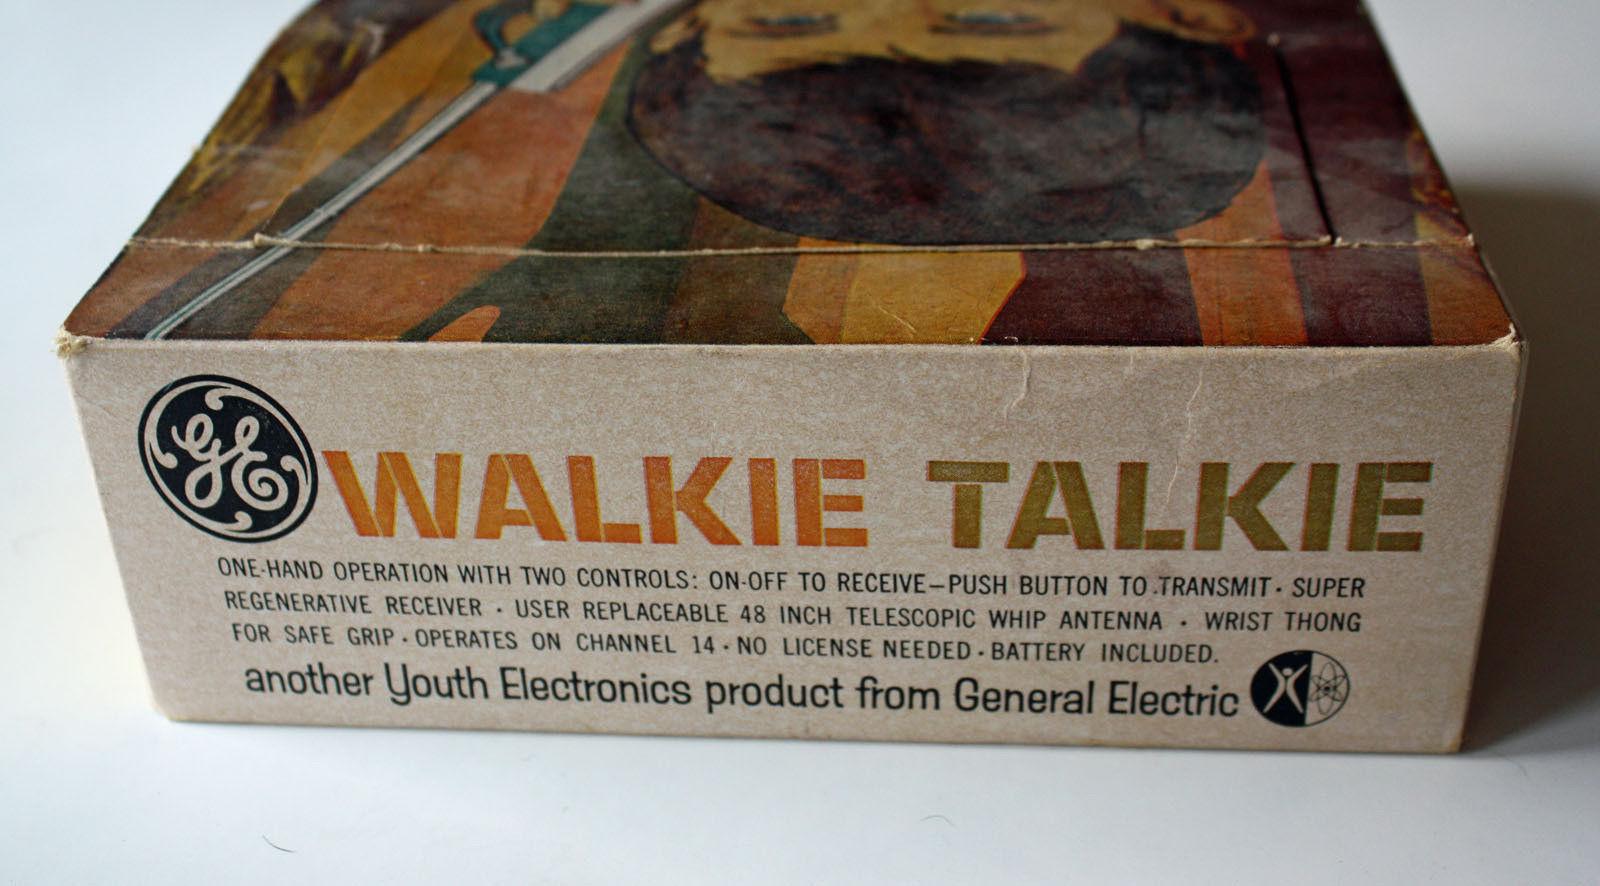 GE WALKIE TALKIE
ONE-HAND OPERATION WITH TWO CONTROLS: ON-OFF TO RECEIVE—PUSH BUTTON TO TRANSMIT · SUPER
REGENERATIVE RECEIVER · USER REPLACEABLE 48 INCH TELESCOPIC WHIP ANTENNA · WRIST THONG
FOR SAFE GRIP · OPERATES ON CHANNEL 14 · NO LICENSE NEEDED · BATTERY INCLUDED.
another Youth Electronics product from General Electric